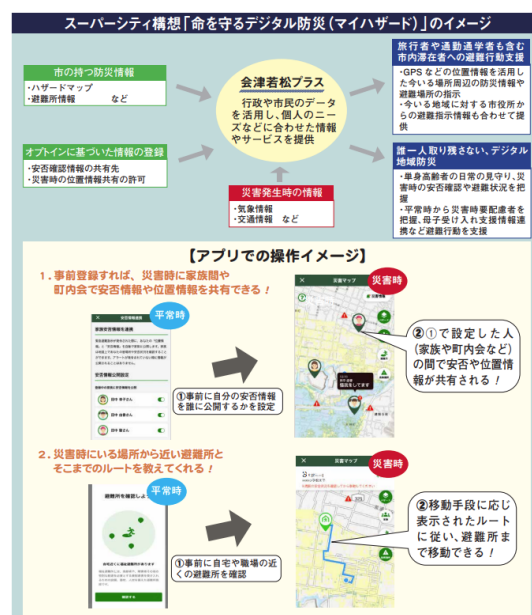 スーパーシティ構想「命を守るデジタル防災（マイハザード）」のイメージ
市の持つ防災情報
・ハザードマップ
・避難所情報　など
オプトインに基づいた情報の登録
・安否確認情報の共有先
・災害時の位置情報共有の許可
会津若松プラス
行政や市民のデータ
を活用し、個人のニー
ズなどに合わせた情報
やサービスを提供
災害発生時の情報
・気象情報
・交通情報　など
旅行者や通勤通学者も含む
市内滞在者への避難行動支援
・GPSなどの位置情報を活用し
た今いる場所周辺の防災情報や
避難場所の指示
・今いる地域に対する市役所か
らの避難指示情報も合わせて提
供
誰一人取り残さない、デジタル
地域防災
・単身高齢者の日常の見守り、災
害時の安否確認や避難状況を把
握
・平常時から災害時要配慮者を
把握、母子受け入れ支援情報提
携など避難行動を支援
【アプリでの操作イメージ】
1．事前登録すれば、災害時に家族間や
町内会で安否情報や位置情報を共有できる！
平常時
家族安否情報を連携
安否情報公開設定
①事前に自分の安否情報
を誰に公開するかを設定
災害マップ
災害時
②①で設定した人
（家族や町内会など）
の間で安否や位置情
報が共有される！
2．災害時にいる場所から近い避難所と
そこまでのルートを教えてくれる！
平常時
避難所を確認しよ
①事前に自宅や職場の近
くの避難所を確認
災害マップ
災害時
②移動手段に応じ
表示されたルート
に従い、避難所ま
で移動できる！